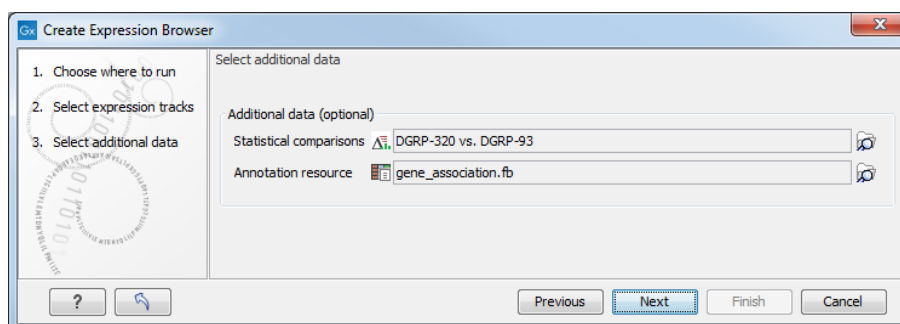 Gx Create Expression Browser
Select additional data
1. Choose where to run
2. Select expression tracks
3. Select additional data
Additional data (optional)
Statistical comparisons DGRP-320 vs. DGRP-93
Annotation resource gene_association.fb
? Previous Next Finish Cancel